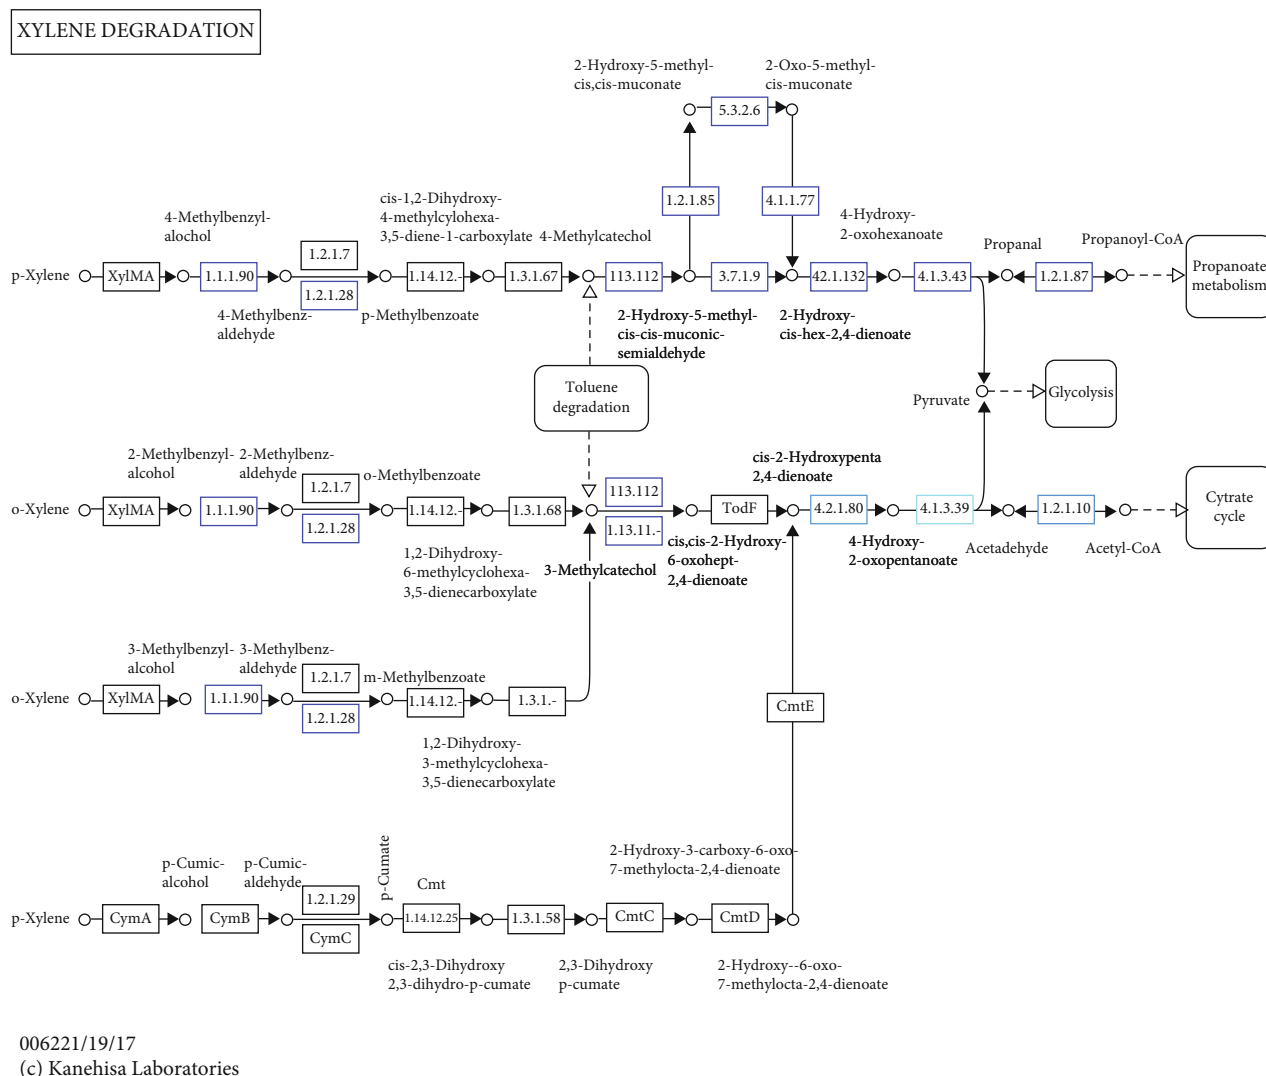 XYLENE DEGRADATION
2-Hydroxy-5-methyl-
cis,cis-muconate
2-Oxo-5-methyl-
cis-muconate
5.3.2.6
1.2.1.85
4.1.1.77
4-Methylbenzyl-
alochol
cis-1,2-Dihydroxy-
4-methylcylohexa-
3,5-diene-1-carboxylate
4-Methylcatechol
4-Hydroxy-
2-oxohexanoate
Propanal
Propanoyl-CoA
p-Xylene
XylMA
1.1.1.90
1.2.1.7
1.2.1.28
1.14.12.-
1.3.1.67
113.112
3.7.1.9
42.1.132
4.1.3.43
1.2.1.87
Propanoate
metabolism
4-Methylbenz-
aldehyde
p-Methylbenzoate
2-Hydroxy-5-methyl-
cis-cis-muconic-
semialdehyde
2-Hydroxy-
cis-hex-2,4-dienoate
Toluene
degradation
Pyruvate
Glycolysis
2-Methylbenzyl-
alcohol
2-Methylbenz-
aldehyde
o-Methylbenzoate
cis-2-Hydroxypenta
2,4-dienoate
o-Xylene
XylMA
1.1.1.90
1.2.1.7
1.2.1.28
1.14.12.-
1.3.1.68
113.112
1.13.11.-
TodF
4.2.1.80
4.1.3.39
1.2.1.10
Cytrate
cycle
1,2-Dihydroxy-
6-methylcyclohexa-
3,5-dienecarboxylate
3-Methylcatechol
cis,cis-2-Hydroxy-
6-oxohept-
2,4-dienoate
4-Hydroxy-
2-oxopentanoate
Acetadehyde
Acetyl-CoA
3-Methylbenzyl-
alcohol
3-Methylbenz-
aldehyde
m-Methylbenzoate
o-Xylene
XylMA
1.1.1.90
1.2.1.7
1.2.1.28
1.14.12.-
1.3.1.-
CmtE
1,2-Dihydroxy-
3-methylcyclohexa-
3,5-dienecarboxylate
p-Cumic-
alcohol
p-Cumic-
aldehyde
p-Cumate
Cmt
2-Hydroxy-3-carboxy-6-oxo-
7-methylocta-2,4-dienoate
p-Xylene
CymA
CymB
1.2.1.29
CymC
1.14.12.25
1.3.1.58
CmtC
CmtD
cis-2,3-Dihydroxy
2,3-dihydro-p-cumate
2,3-Dihydroxy
p-cumate
2-Hydroxy--6-oxo-
7-methylocta-2,4-dienoate
006221/19/17
(c) Kanehisa Laboratories